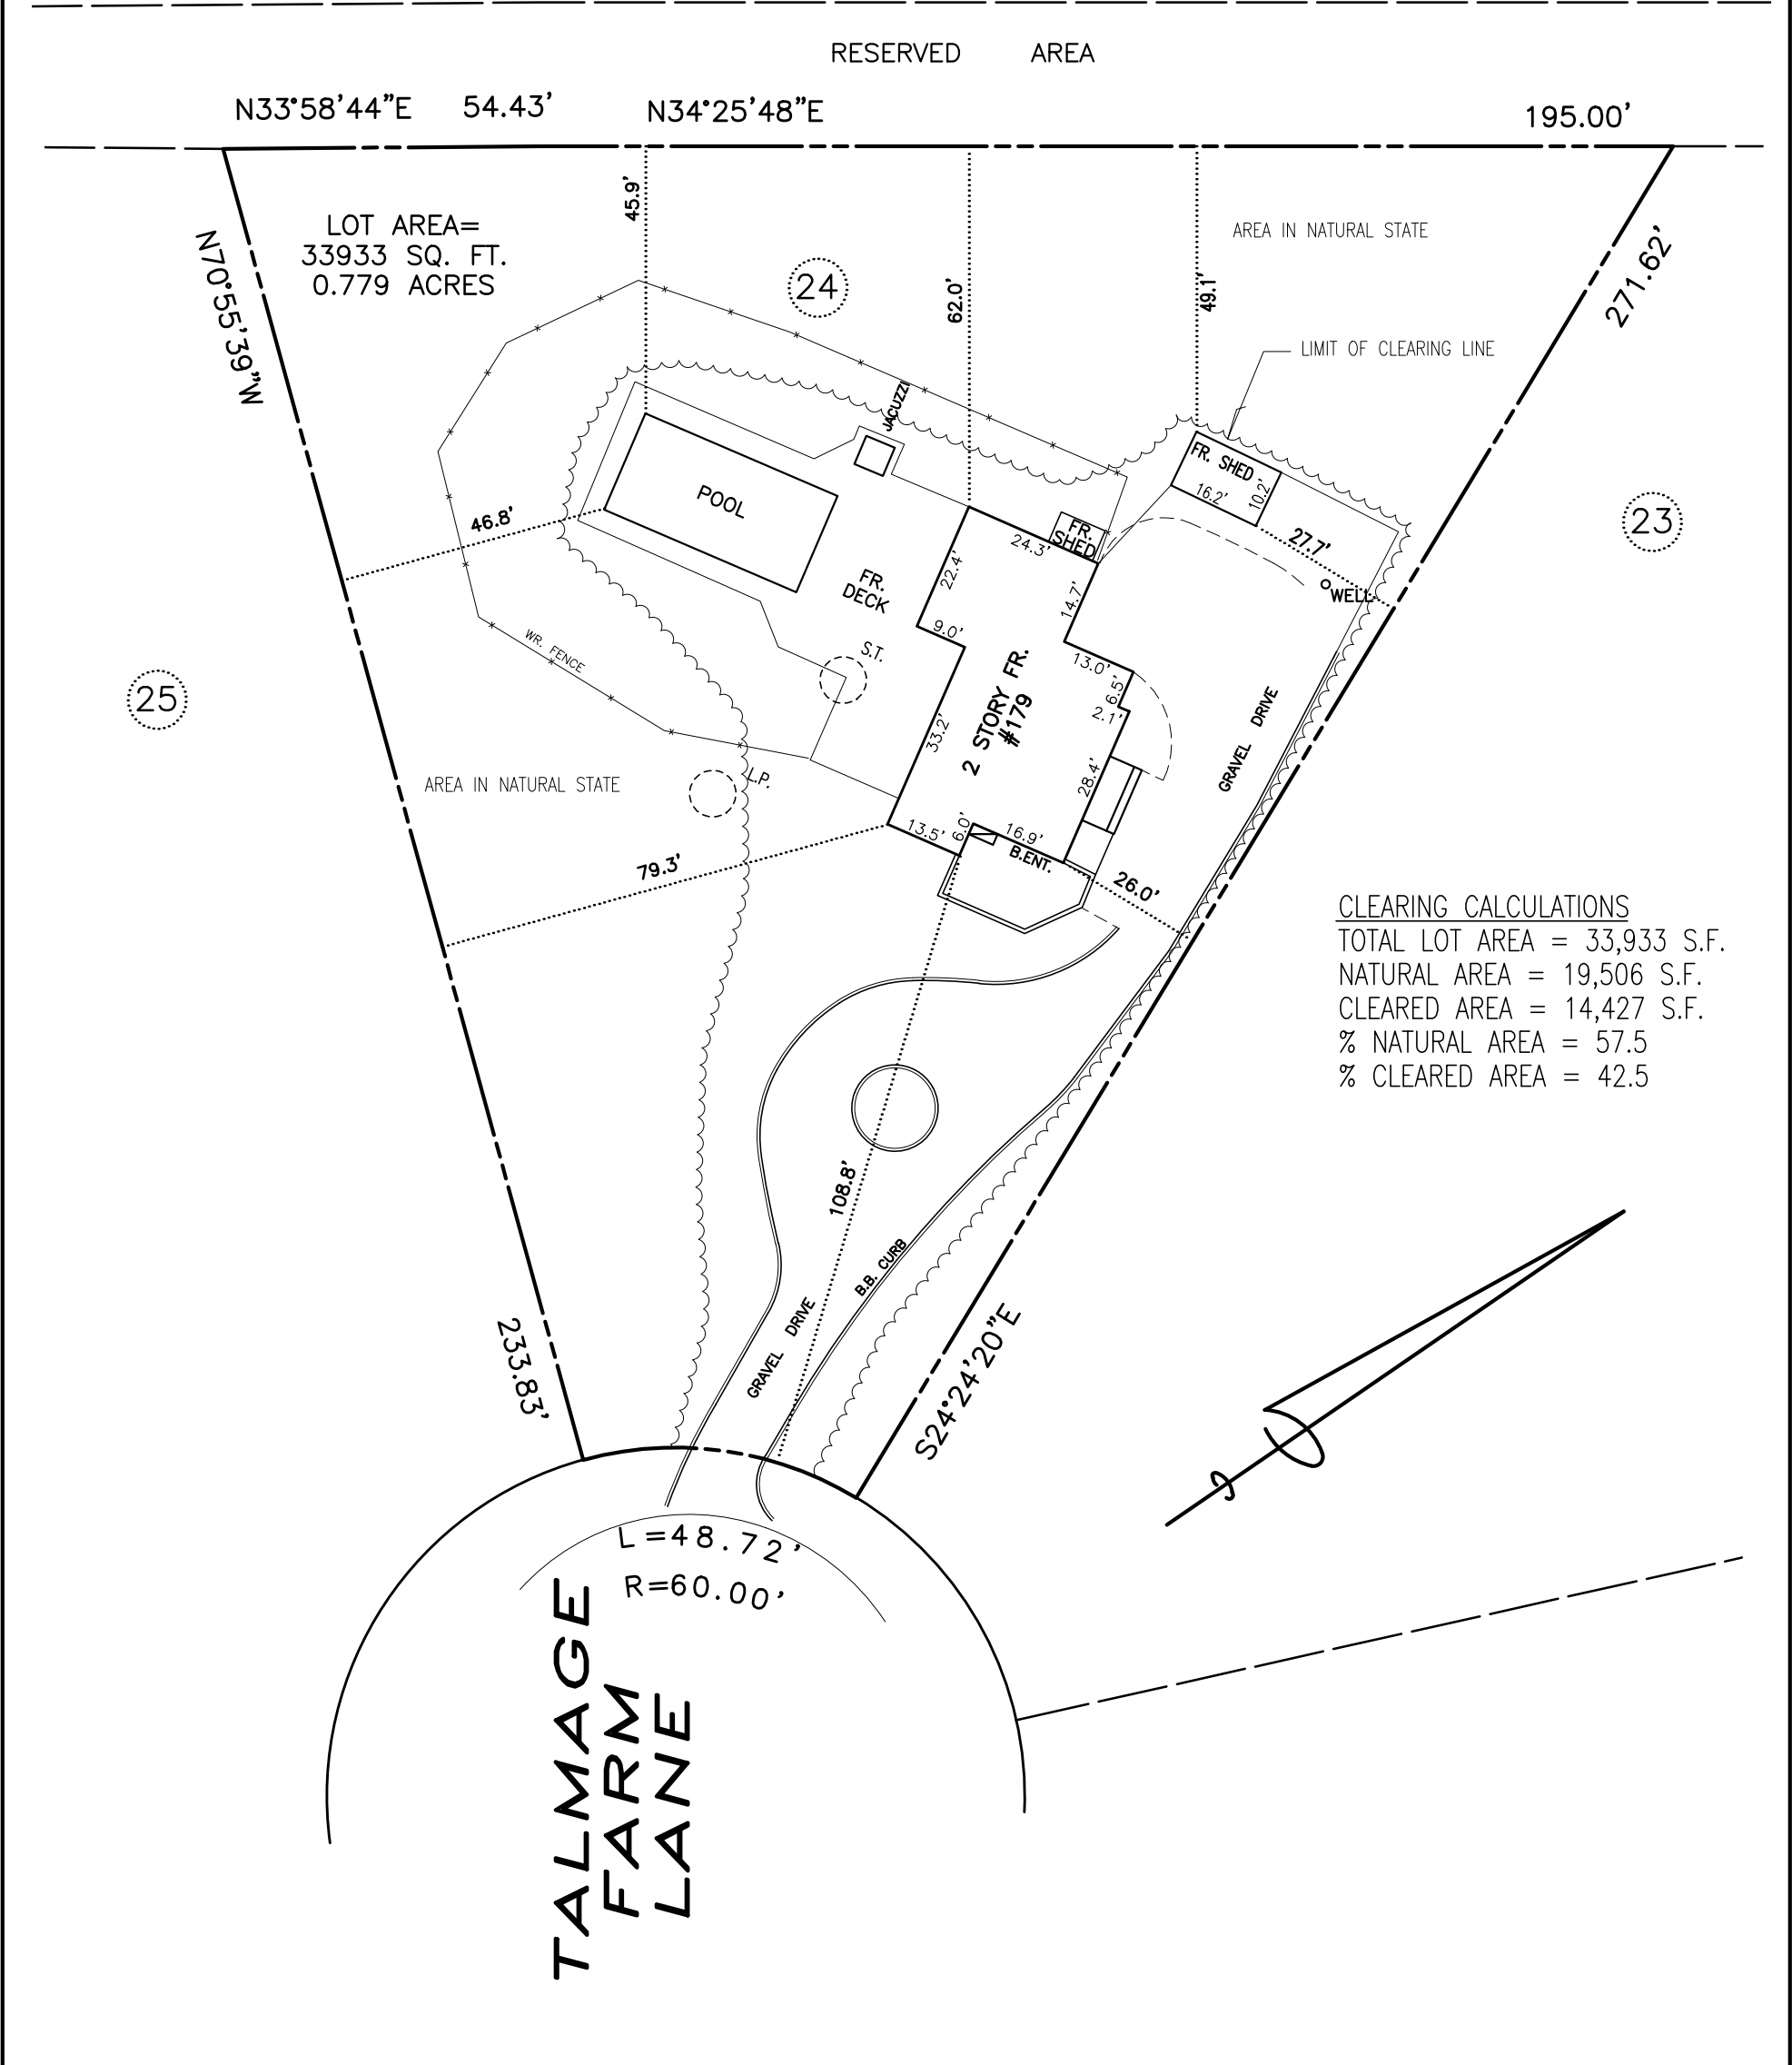 RESERVED AREA
N33°58'44"E 54.43' N34°25'48"E 195.00'
LOT AREA=
33933 SQ. FT.
0.779 ACRES
N70°55'39"W
45.9'
24
62.0'
49.1'
AREA IN NATURAL STATE
271.62'
LIMIT OF CLEARING LINE
JACUZZI
FR. SHED
16.2'
10.2'
POOL
46.8'
23
27.7'
WELL
FR.
SHED
24.3'
22.4'
14.7'
FR.
DECK
9.0'
13.0'
6.5'
2.1'
S.T.
WR. FENCE
25
2 STORY FR.
#179
33.2'
28.4'
GRAVEL DRIVE
AREA IN NATURAL STATE
L.P.
13.5'
6.0'
16.9'
B.ENT.
79.3'
26.0'
CLEARING CALCULATIONS
TOTAL LOT AREA = 33,933 S.F.
NATURAL AREA = 19,506 S.F.
CLEARED AREA = 14,427 S.F.
% NATURAL AREA = 57.5
% CLEARED AREA = 42.5
108.8'
B.B. CURB
GRAVEL DRIVE
233.83'
S24°24'20"E
L=48.72'
R=60.00'
TALMAGE
FARM
LANE